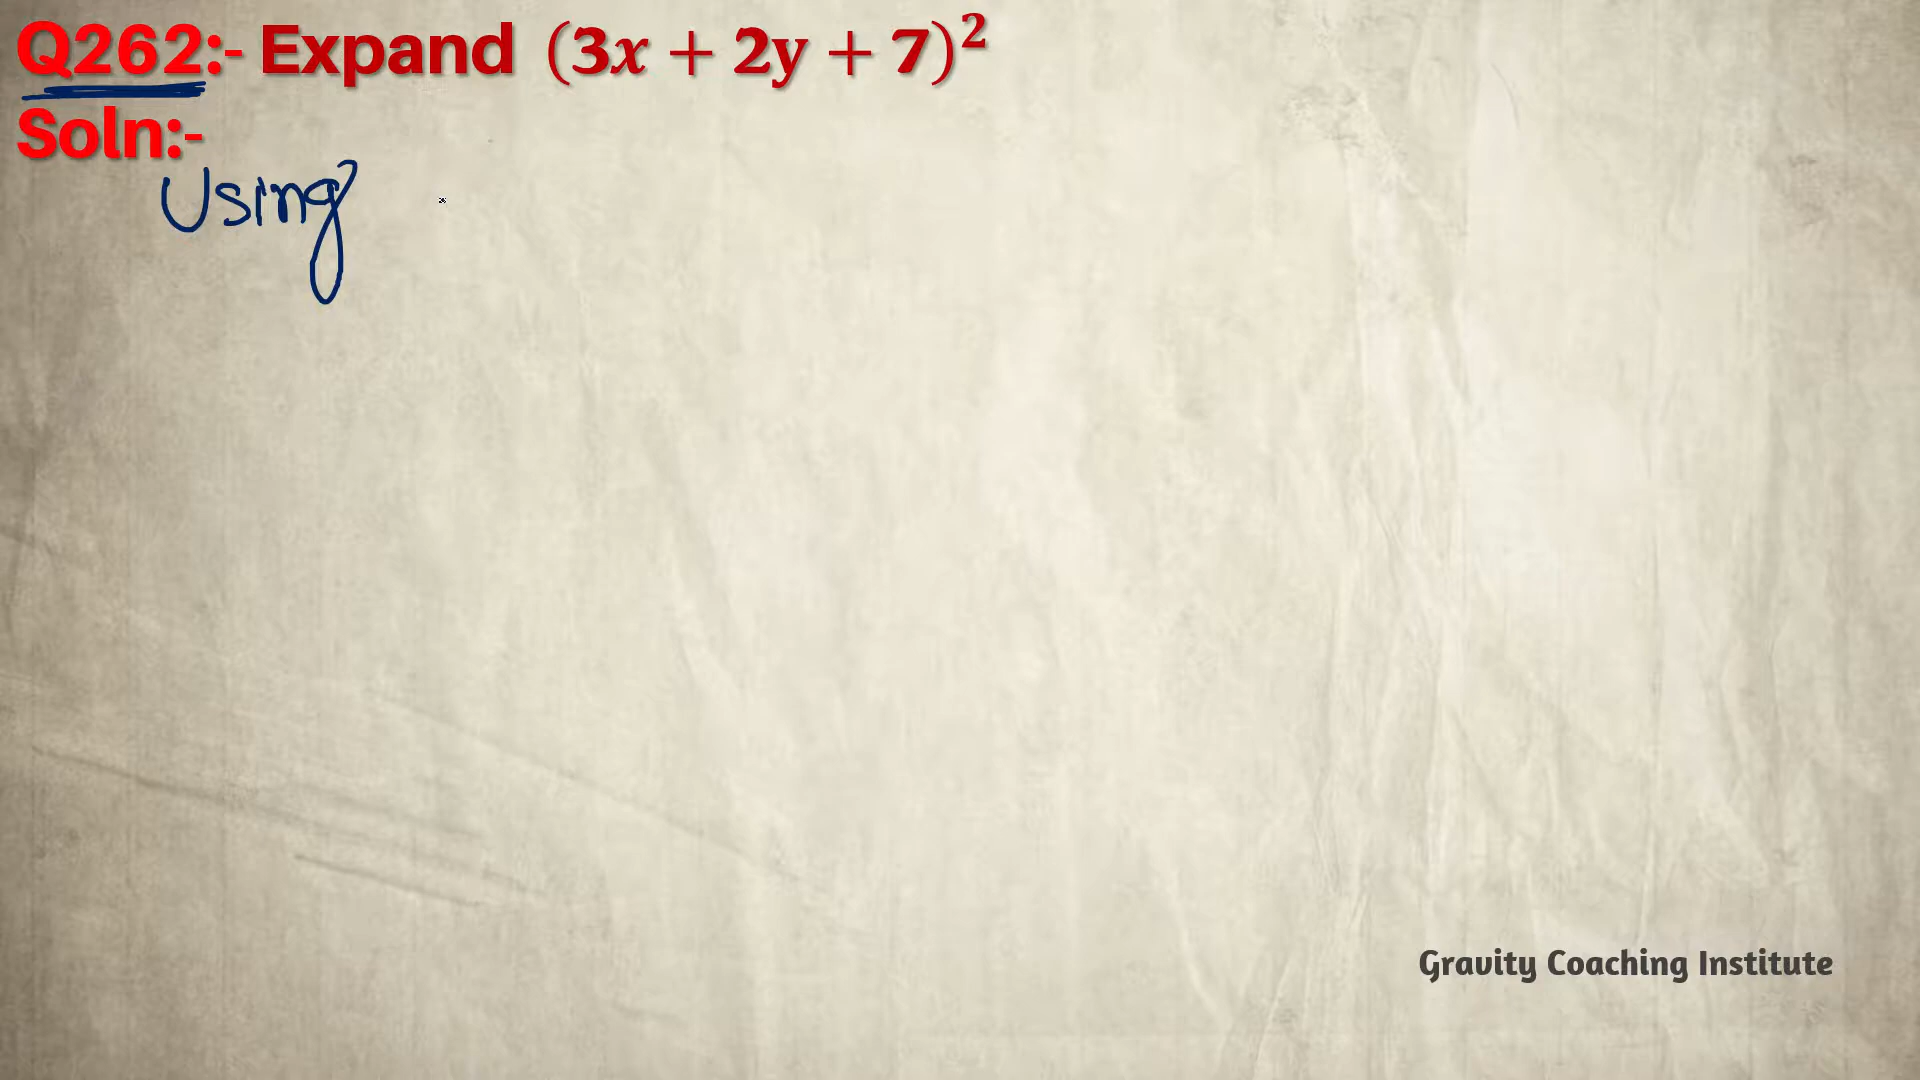 Q262:- Expand (3x + 2y + 7)²
Soln:-
Using
Gravity Coaching Institute